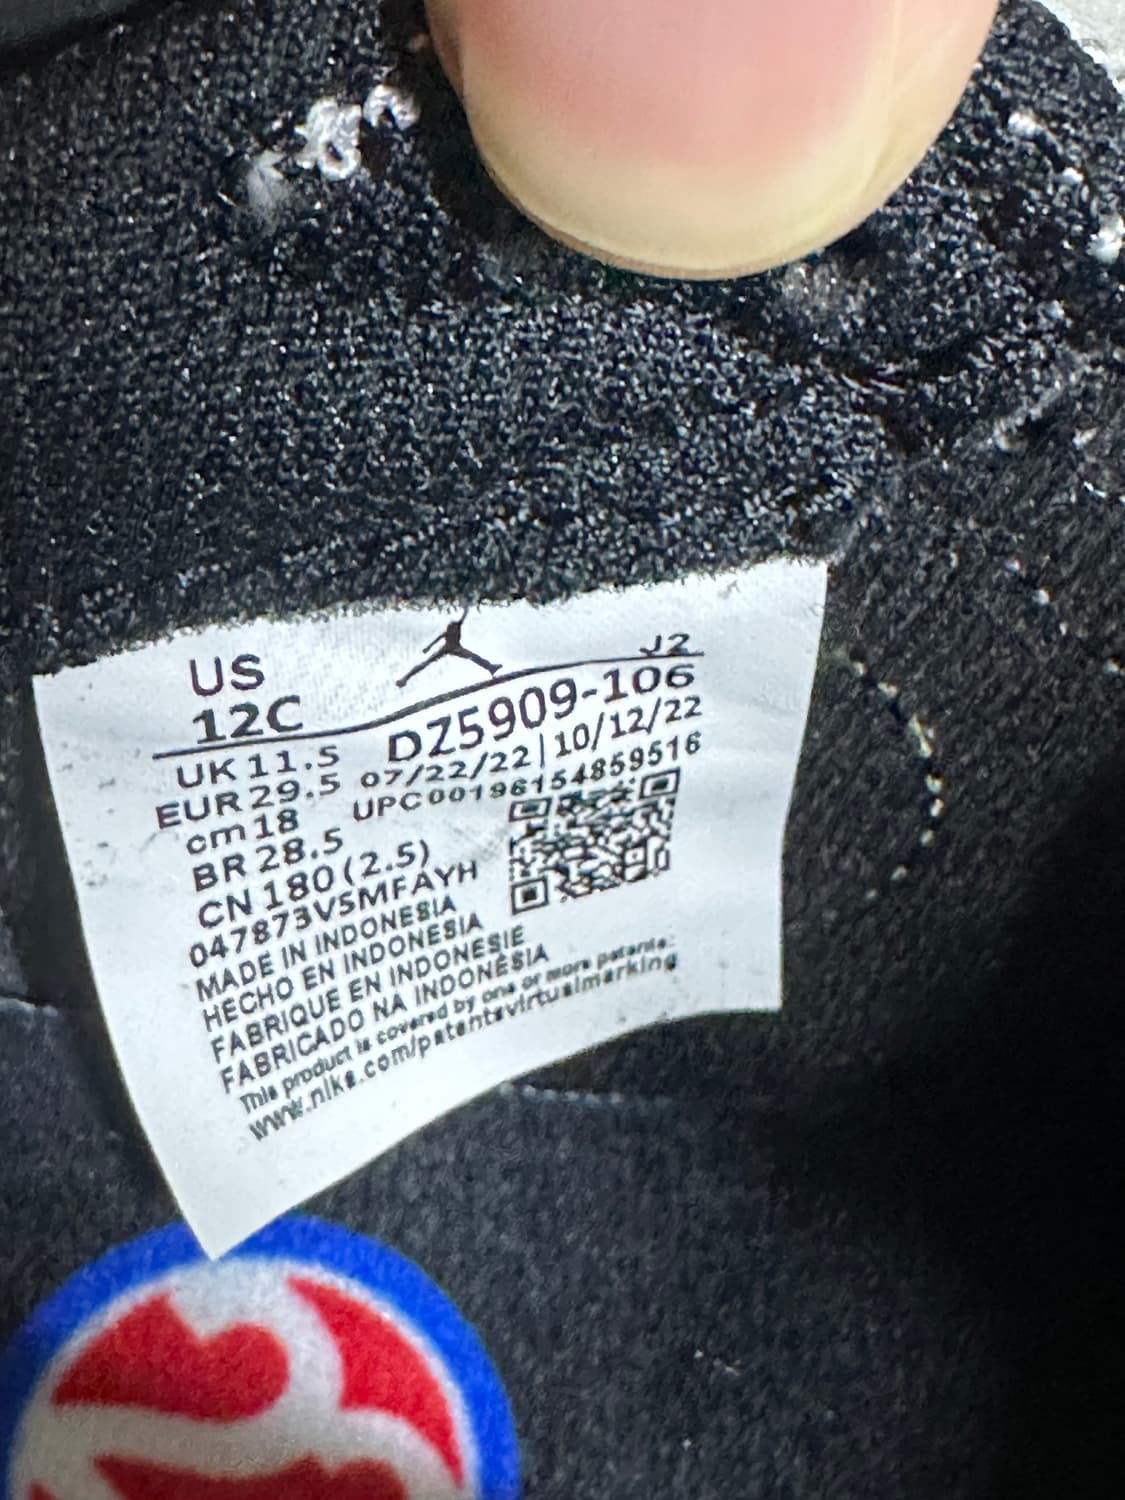 US
12C
J2
DZ5909-106
UK 11.5
07/22/22 | 10/12/22
EUR 29.5
UPC 00196154859516
cm 18
BR 28.5
CN 180 (2.5)
047873V5MFAYH
MADE IN INDONESIA
HECHO EN INDONESIA
FABRIQUE EN INDONESIE
FABRICADO NA INDONÉSIA
This product is covered by one or more patents:
www.nike.com/patentsvirtualmarking